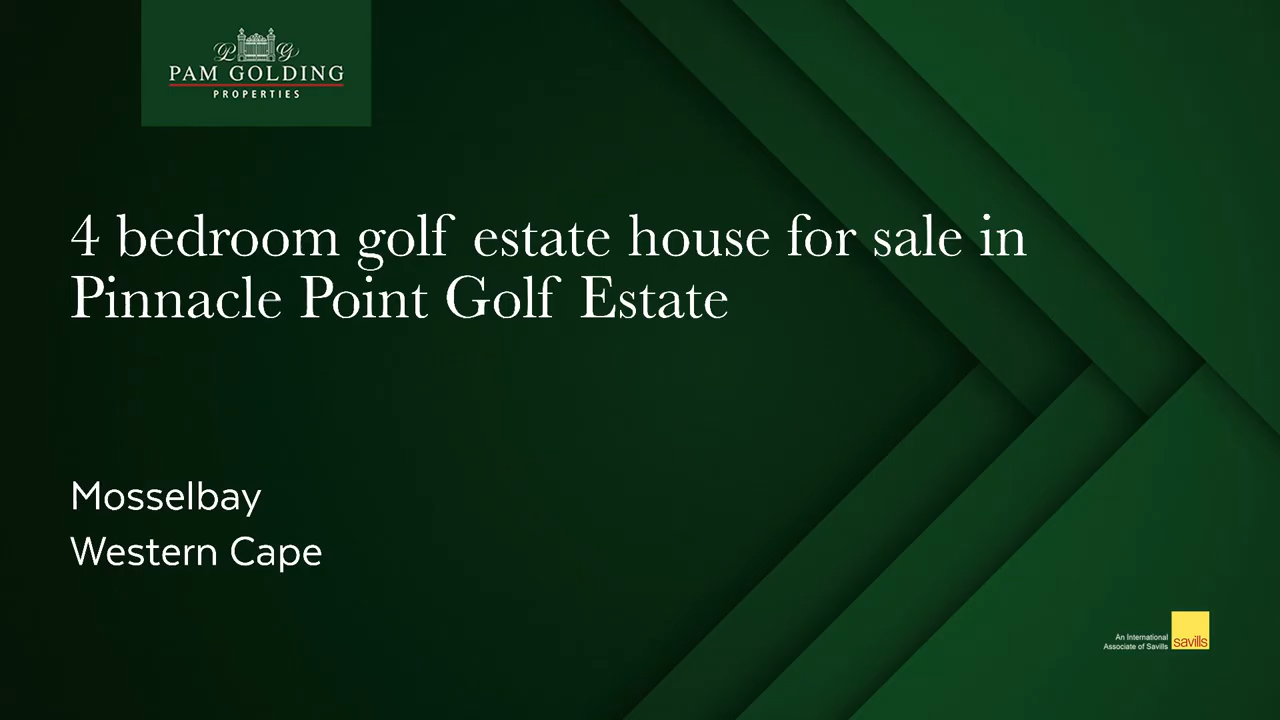 P G
PAM GOLDING
PROPERTIES
4 bedroom golf estate house for sale in
Pinnacle Point Golf Estate
Mosselbay
Western Cape
An International
Associate of Savills
savills